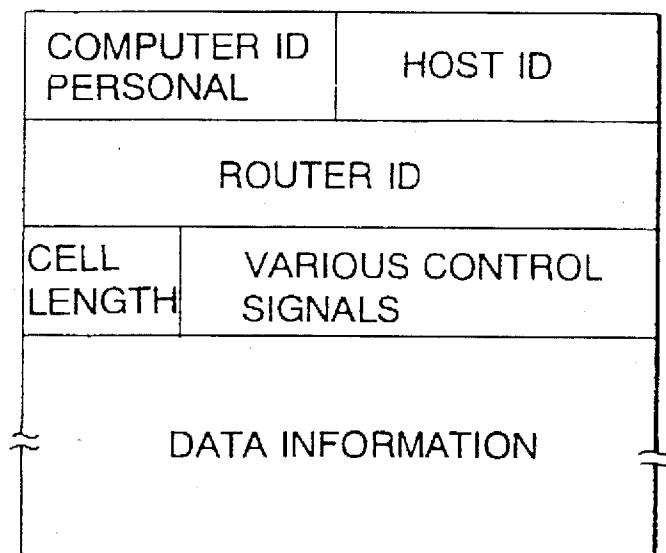 COMPUTER ID
PERSONAL
HOST ID
ROUTER ID
CELL
LENGTH
VARIOUS CONTROL
SIGNALS
DATA INFORMATION